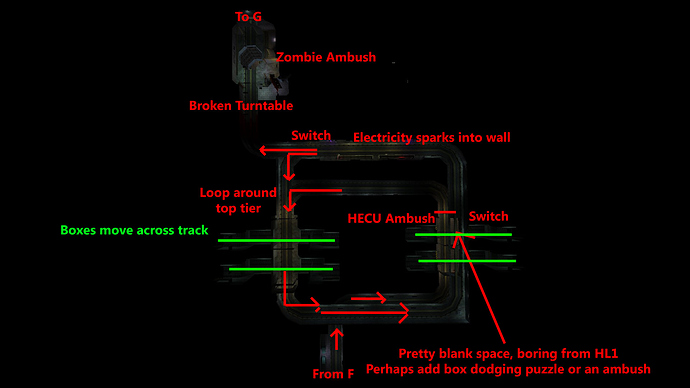 To G
Zombie Ambush
Broken Turntable
Switch
Electricity sparks into wall
Loop around
top tier
HECU Ambush
Switch
Boxes move across track
Pretty blank space, boring from HL1
Perhaps add box dodging puzzle or an ambush
From F